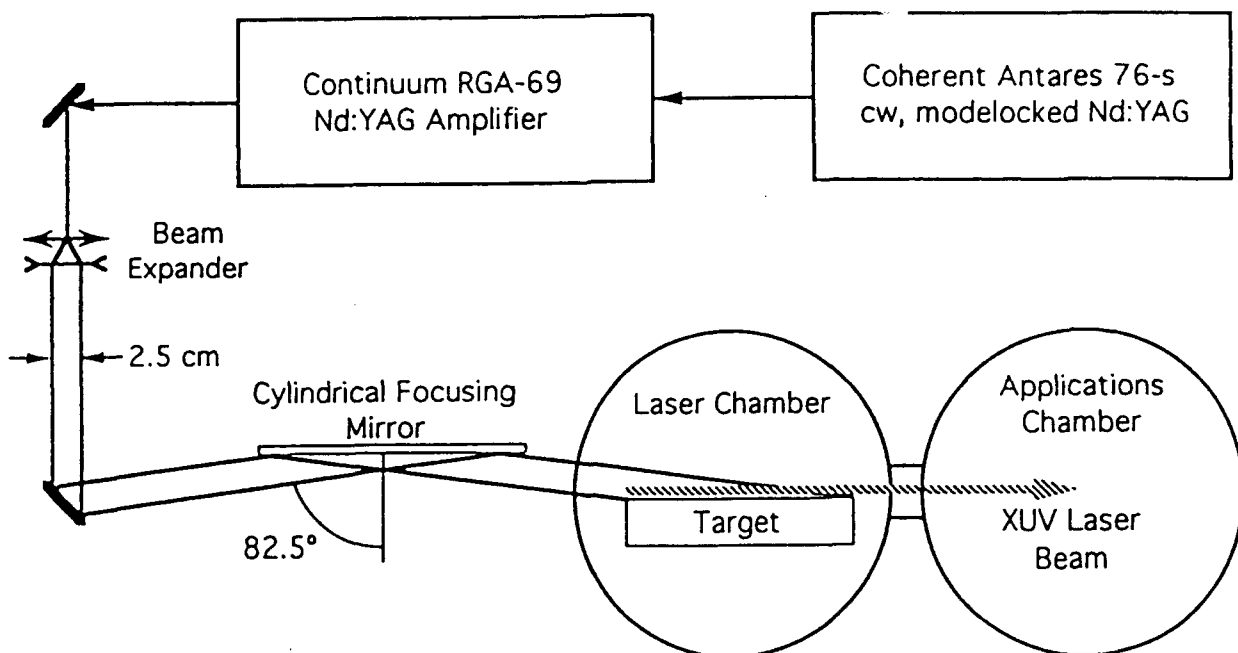 Continuum RGA-69
Nd:YAG Amplifier
Coherent Antares 76-s
cw, modelocked Nd:YAG
Beam
Expander
2.5 cm
Cylindrical Focusing
Mirror
82.5°
Laser Chamber
Target
Applications
Chamber
XUV Laser
Beam